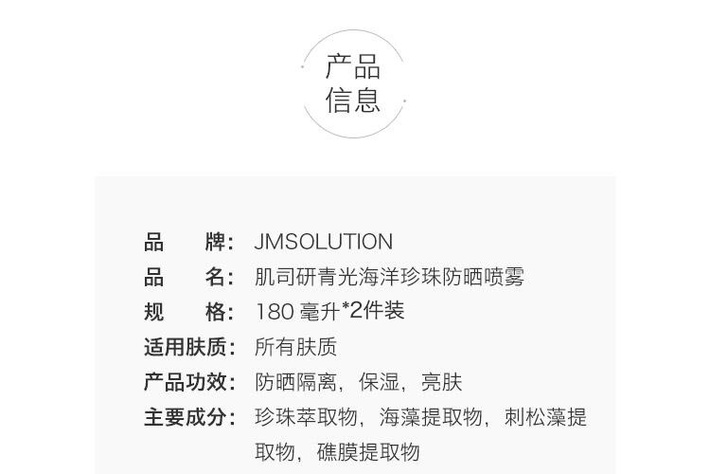 产品
信息
品 牌： JMSOLUTION
品 名： 肌司研青光海洋珍珠防晒喷雾
规 格： 180 毫升*2件装
适用肤质： 所有肤质
产品功效： 防晒隔离，保湿，亮肤
主要成分： 珍珠萃取物，海藻提取物，刺松藻提
取物，礁膜提取物